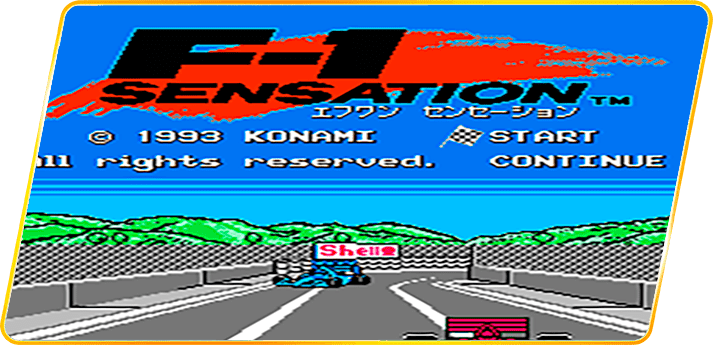 F-1
SENSATION™
エフワン センセーション
© 1993 KONAMI
START
all rights reserved.
CONTINUE
Shell